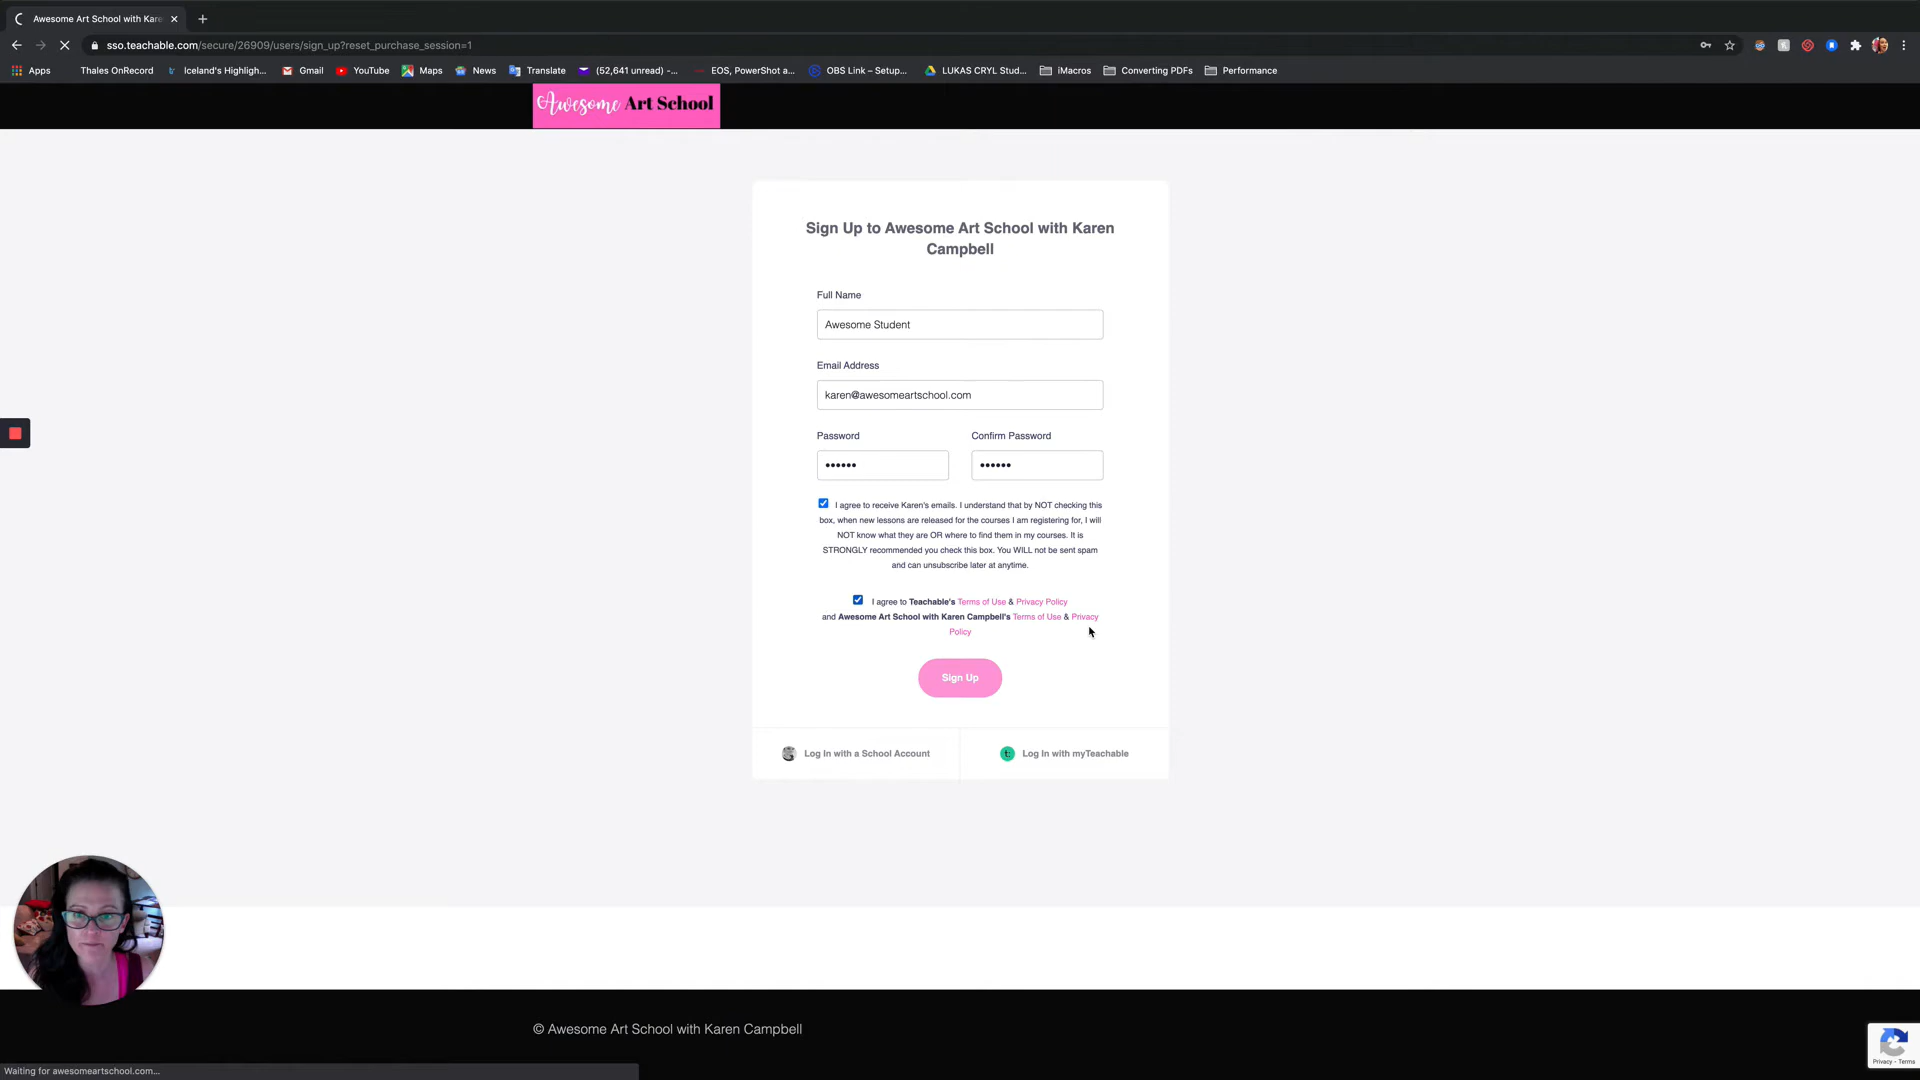 Awesome Art School with Kare
sso.teachable.com/secure/26909/users/sign_up?reset_purchase_session=1
Apps
Thales OnRecord
Iceland's Highligh...
Gmail
YouTube
Maps
News
Translate
(52,641 unread) -...
EOS, PowerShot a...
OBS Link – Setup...
LUKAS CRYL Stud...
iMacros
Converting PDFs
Performance
Awesome Art School
Sign Up to Awesome Art School with Karen
Campbell
Full Name
Awesome Student
Email Address
karen@awesomeartschool.com
Password
Confirm Password
••••••
••••••
I agree to receive Karen's emails. I understand that by NOT checking this
box, when new lessons are released for the courses I am registering for, I will
NOT know what they are OR where to find them in my courses. It is
STRONGLY recommended you check this box. You WILL not be sent spam
and can unsubscribe later at anytime.
I agree to Teachable's Terms of Use & Privacy Policy
and Awesome Art School with Karen Campbell's Terms of Use & Privacy
Policy
Sign Up
Log In with a School Account
t:
Log In with myTeachable
© Awesome Art School with Karen Campbell
Privacy - Terms
Waiting for awesomeartschool.com...